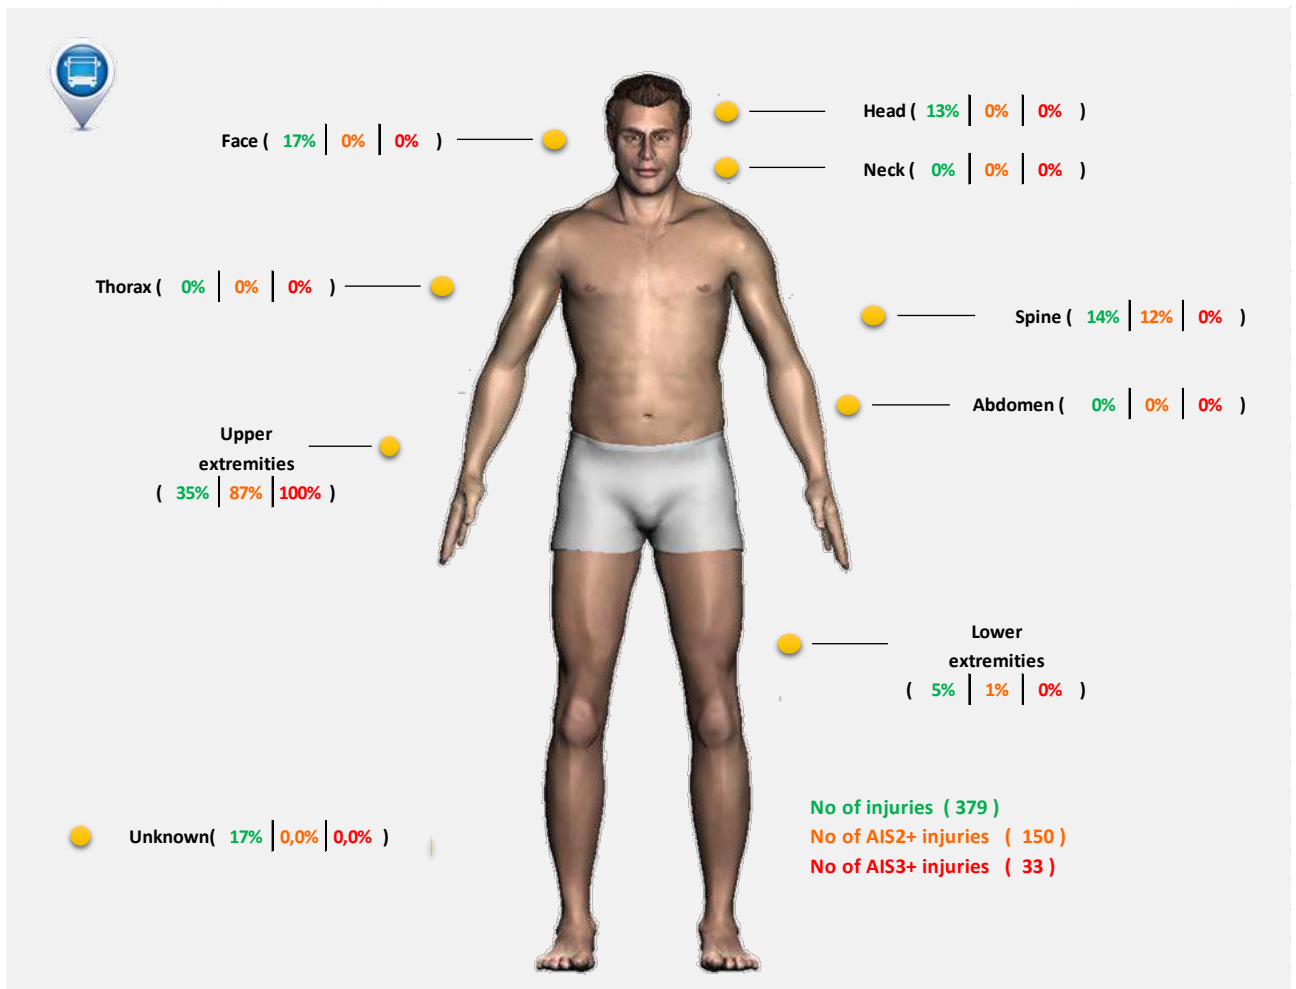 Head ( 13% 0% 0% )
Face ( 17% 0% 0% )
Neck ( 0% 0% 0% )
Thorax ( 0% 0% 0% )
Spine ( 14% 12% 0% )
Abdomen ( 0% 0% 0% )
Upper
extremities
( 35% 87% 100% )
Lower
extremities
( 5% 1% 0% )
No of injuries ( 379 )
Unknown( 17% 0,0% 0,0% )
No of AIS2+ injuries ( 150 )
No of AIS3+ injuries ( 33 )